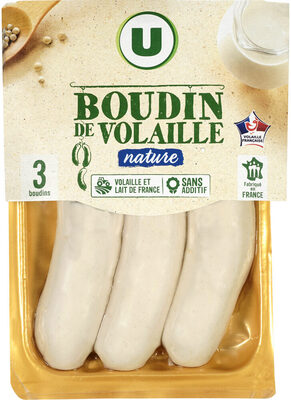 U
BOUDIN
DE VOLAILLE
nature
VOLAILLE
FRANÇAISE
3
boudins
VOLAILLE ET
LAIT DE FRANCE
SANS
ADDITIF
Fabriqué
en
FRANCE